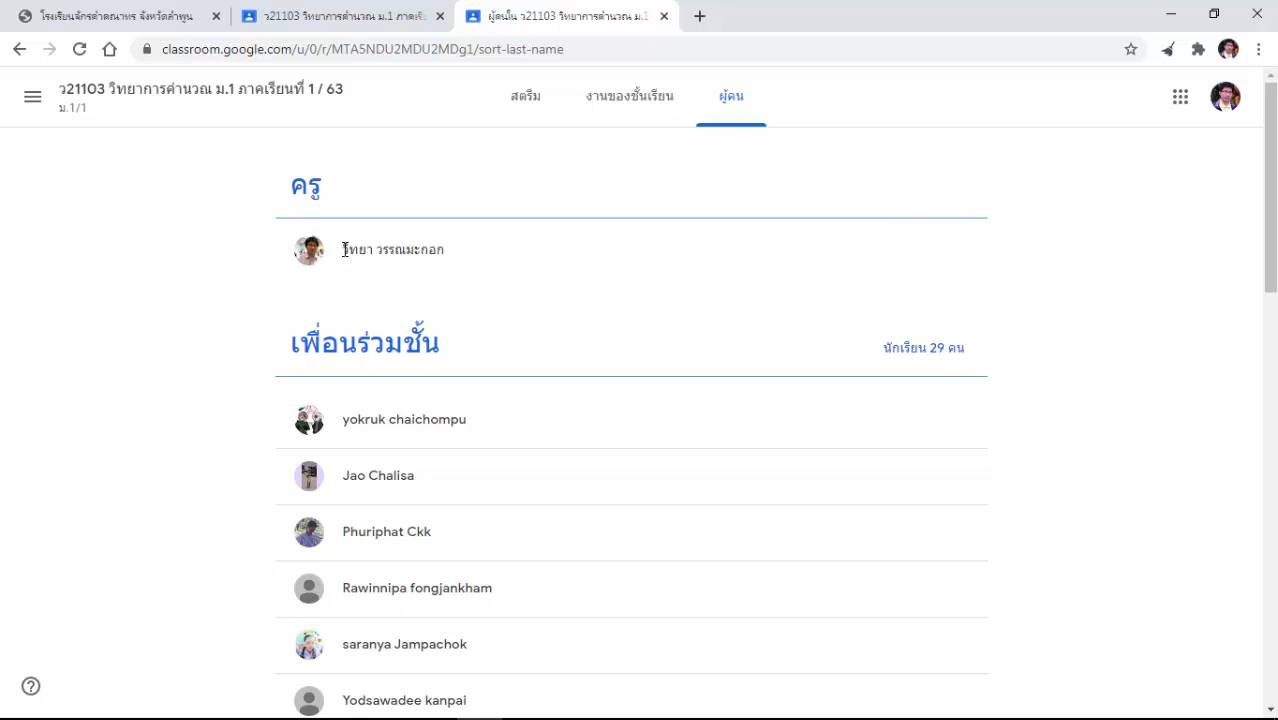 โรงเรียนจักรคำคณาทร จังหวัดลำพูน
ว21103 วิทยาการคำนวณ ม.1 ภาคเรีย
ผู้คนใน ว21103 วิทยาการคำนวณ ม.1
classroom.google.com/u/0/r/MTA5NDU2MDU2MDg1/sort-last-name
ว21103 วิทยาการคำนวณ ม.1 ภาคเรียนที่ 1 / 63
ม.1/1
สตรีม
งานของชั้นเรียน
ผู้คน
ครู
วิทยา วรรณมะกอก
เพื่อนร่วมชั้น
นักเรียน 29 คน
yokruk chaichompu
Jao Chalisa
Phuriphat Ckk
Rawinnipa fongjankham
saranya Jampachok
Yodsawadee kanpai